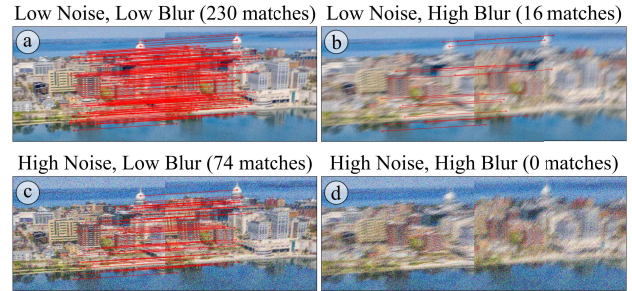 Low Noise, Low Blur (230 matches)
Low Noise, High Blur (16 matches)
a
b
High Noise, Low Blur (74 matches)
High Noise, High Blur (0 matches)
c
d